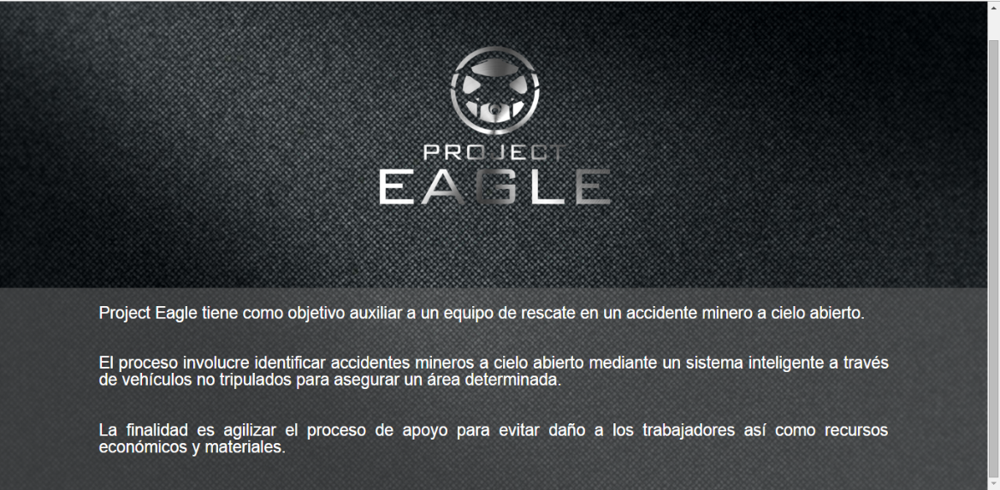 PROJECT
EAGLE
Project Eagle tiene como objetivo auxiliar a un equipo de rescate en un accidente minero a cielo abierto.
El proceso involucre identificar accidentes mineros a cielo abierto mediante un sistema inteligente a través
de vehículos no tripulados para asegurar un área determinada.
La finalidad es agilizar el proceso de apoyo para evitar daño a los trabajadores así como recursos
económicos y materiales.